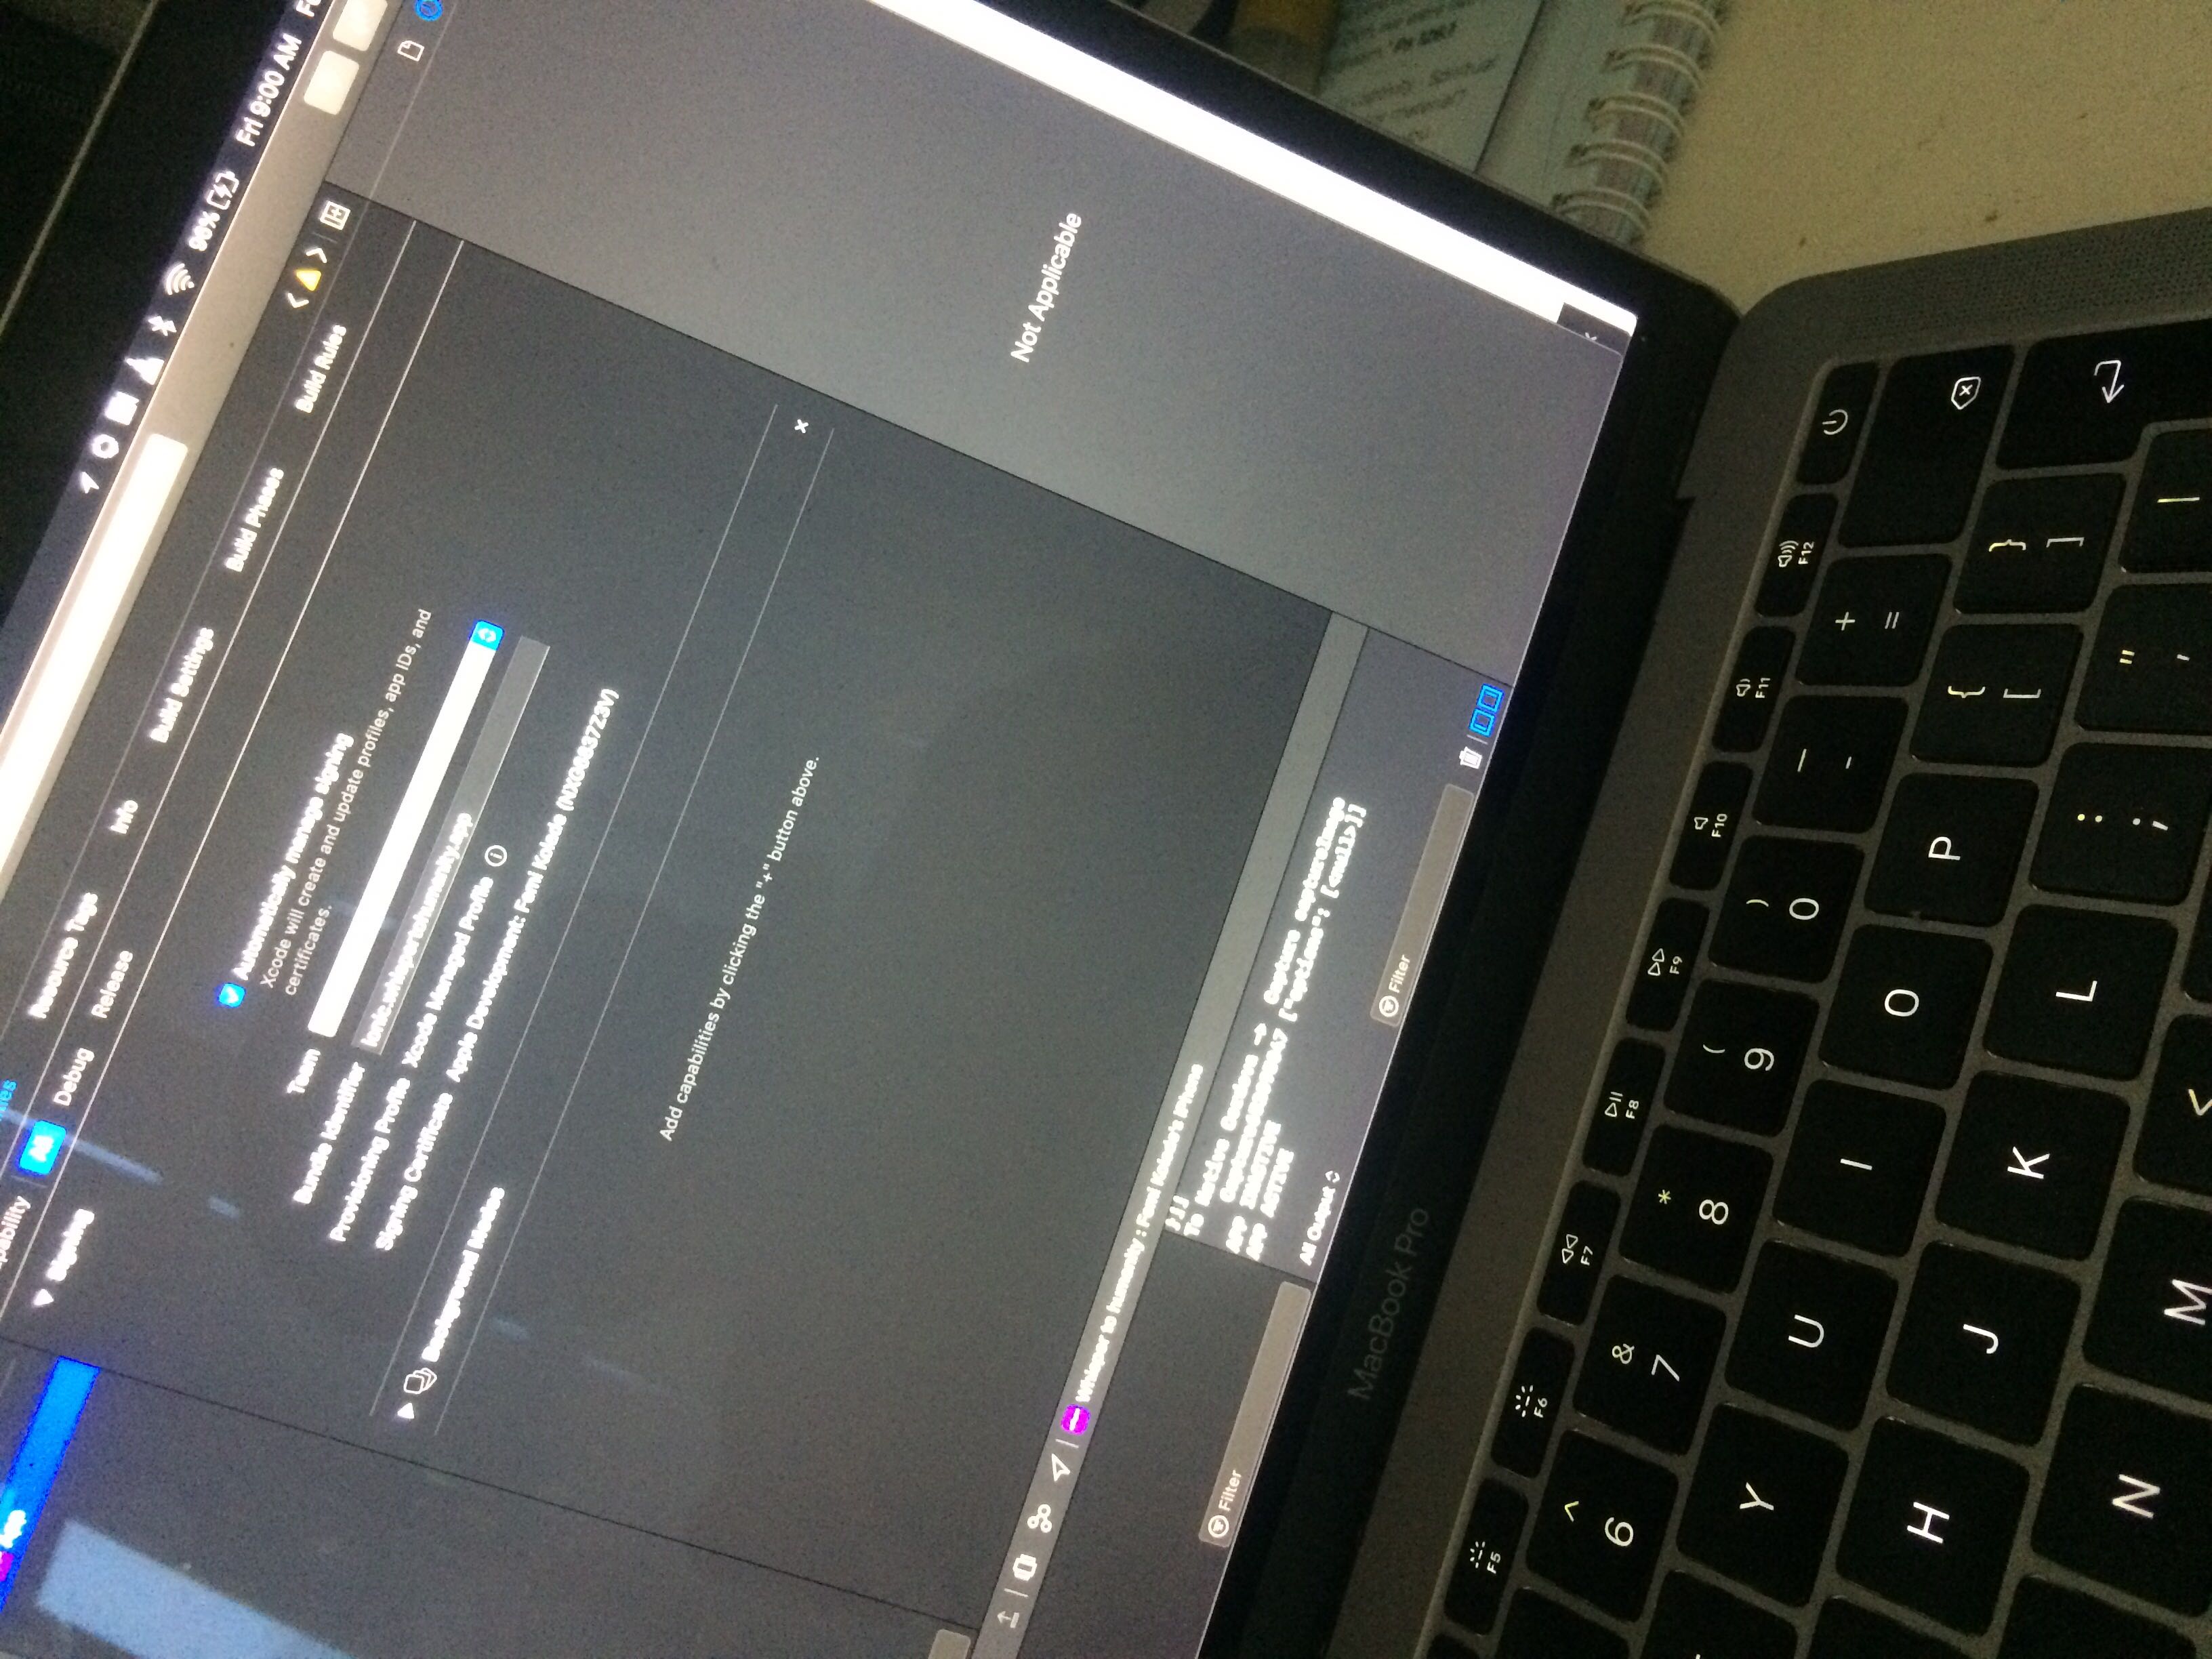 App
All
Debug
Release
Resource Tags
Info
Build Settings
Build Phases
Build Rules
96%
Fri 9:00 AM
Signing
Automatically manage signing
Xcode will create and update profiles, app IDs, and
certificates.
Team
Bundle Identifier
ionic.whispertohumanity.app
Provisioning Profile Xcode Managed Profile
Signing Certificate Apple Development: Femi Kolade
Background Modes
Add capabilities by clicking the "+" button above.
Not Applicable
Whisper to humanity : Femi Kolade's iPhone
}]]
To Native Cordova -> Capture captureImage
["options": [<null>]]
APP INACTIVE
APP ACTIVE
Filter
All Output
Filter
MacBook Pro
F5
F6
F7
F8
F9
F10
F11
F12
^
6
&
7
*
8
(
9
)
0
—
-
+
=
Y
U
I
O
P
{
[
}
]
H
J
K
L
:
;
"
'
|
N
M
<